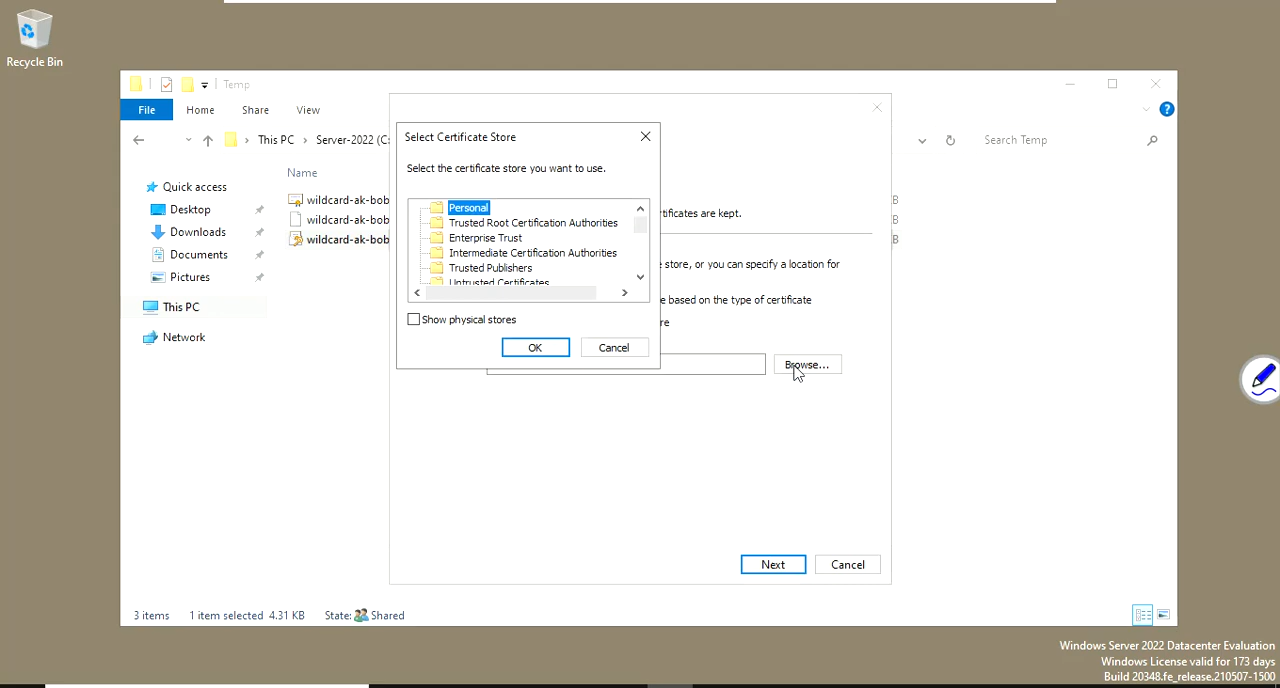 Recycle Bin
Temp
File Home Share View
This PC > Server-2022 (C:
Search Temp
Quick access
Desktop
Downloads
Documents
Pictures
This PC
Network
Name
wildcard-ak-bob
wildcard-ak-bob
wildcard-ak-bob
B
B
B
Select Certificate Store
Select the certificate store you want to use.
Personal
Trusted Root Certification Authorities
Enterprise Trust
Intermediate Certification Authorities
Trusted Publishers
Untrusted Certificates
Show physical stores
OK Cancel
tificates are kept.
e store, or you can specify a location for
e based on the type of certificate
re
Browse...
Next Cancel
3 items 1 item selected 4.31 KB State: Shared
Windows Server 2022 Datacenter Evaluation
Windows License valid for 173 days
Build 20348.fe_release.210507-1500